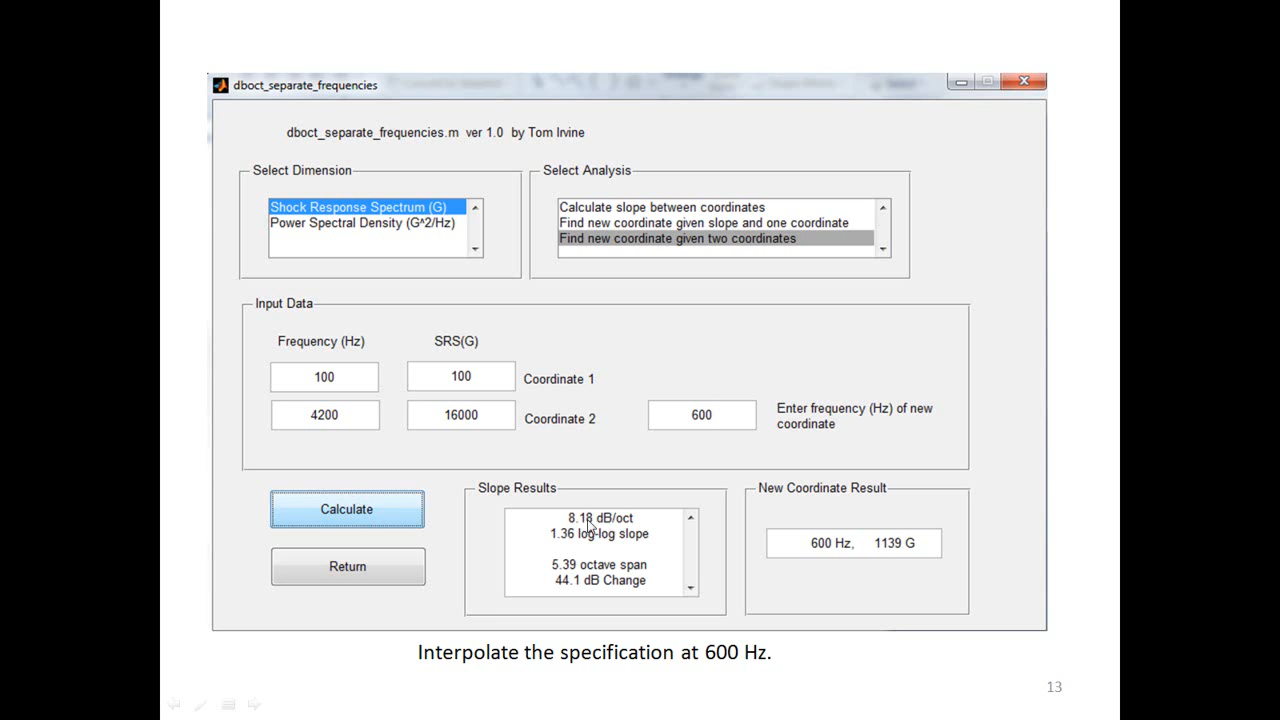 dboct_separate_frequencies
dboct_separate_frequencies.m ver 1.0 by Tom Irvine
Select Dimension
Shock Response Spectrum (G)
Power Spectral Density (G^2/Hz)
Select Analysis
Calculate slope between coordinates
Find new coordinate given slope and one coordinate
Find new coordinate given two coordinates
Input Data
Frequency (Hz)
SRS(G)
100
100
Coordinate 1
4200
16000
Coordinate 2
600
Enter frequency (Hz) of new
coordinate
Calculate
Return
Slope Results
8.18 dB/oct
1.36 log-log slope
5.39 octave span
44.1 dB Change
New Coordinate Result
600 Hz, 1139 G
Interpolate the specification at 600 Hz.
13